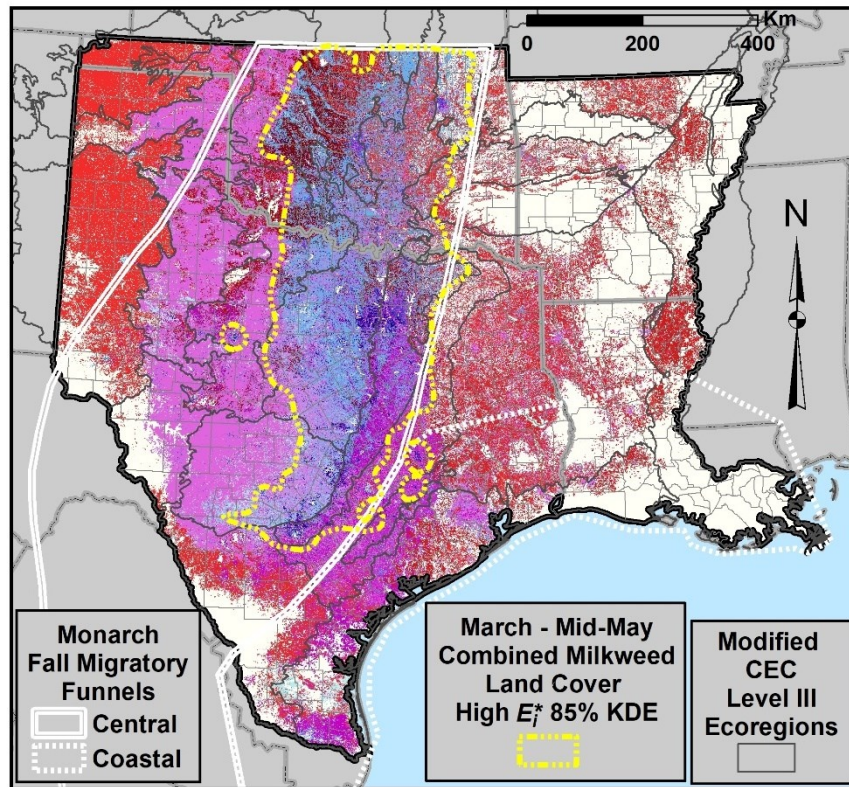 Km
0 200 400
N
Monarch
Fall Migratory
Funnels
Central
Coastal
March - Mid-May
Combined Milkweed
Land Cover
High E*i 85% KDE
Modified
CEC
Level III
Ecoregions